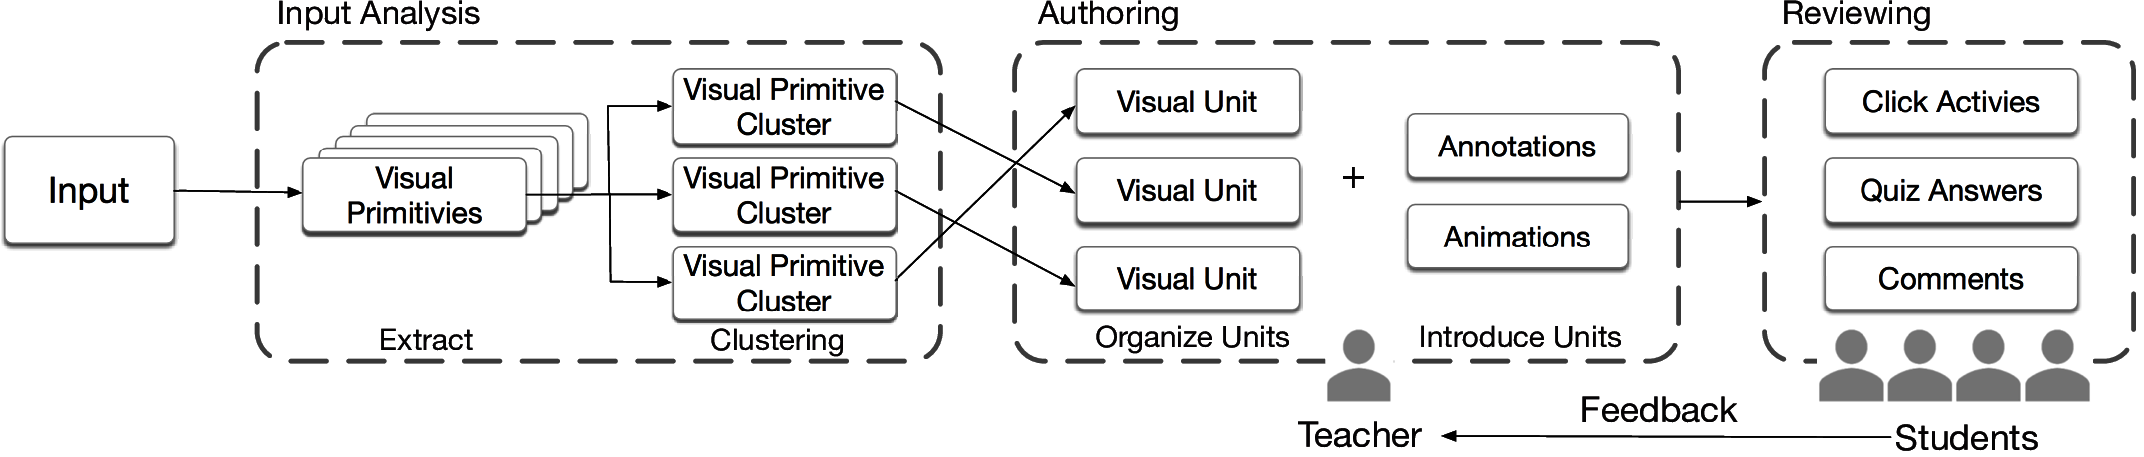 Input Analysis
Authoring
Reviewing
Input
Visual
Primitivies
Extract
Visual Primitive
Cluster
Visual Primitive
Cluster
Visual Primitive
Cluster
Clustering
Visual Unit
Visual Unit
Visual Unit
Organize Units
+
Annotations
Animations
Introduce Units
Click Activies
Quiz Answers
Comments
Teacher
Feedback
Students